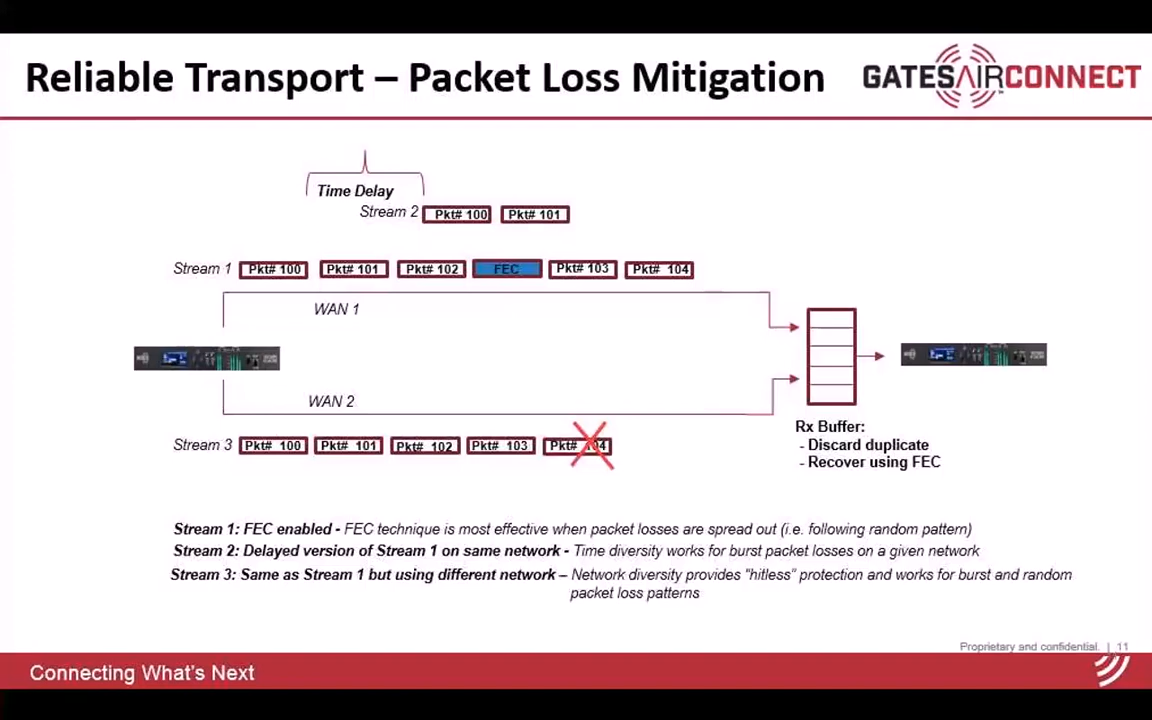 Reliable Transport – Packet Loss Mitigation
GATESAIRCONNECT
Time Delay
Stream 2 Pkt# 100 Pkt# 101
Stream 1 Pkt# 100 Pkt# 101 Pkt# 102 FEC Pkt# 103 Pkt# 104
WAN 1
WAN 2
Rx Buffer:
- Discard duplicate
- Recover using FEC
Stream 3 Pkt# 100 Pkt# 101 Pkt# 102 Pkt# 103 Pkt# 104
Stream 1: FEC enabled - FEC technique is most effective when packet losses are spread out (i.e. following random pattern)
Stream 2: Delayed version of Stream 1 on same network - Time diversity works for burst packet losses on a given network
Stream 3: Same as Stream 1 but using different network – Network diversity provides "hitless" protection and works for burst and random
packet loss patterns
Proprietary and confidential. | 11
Connecting What's Next